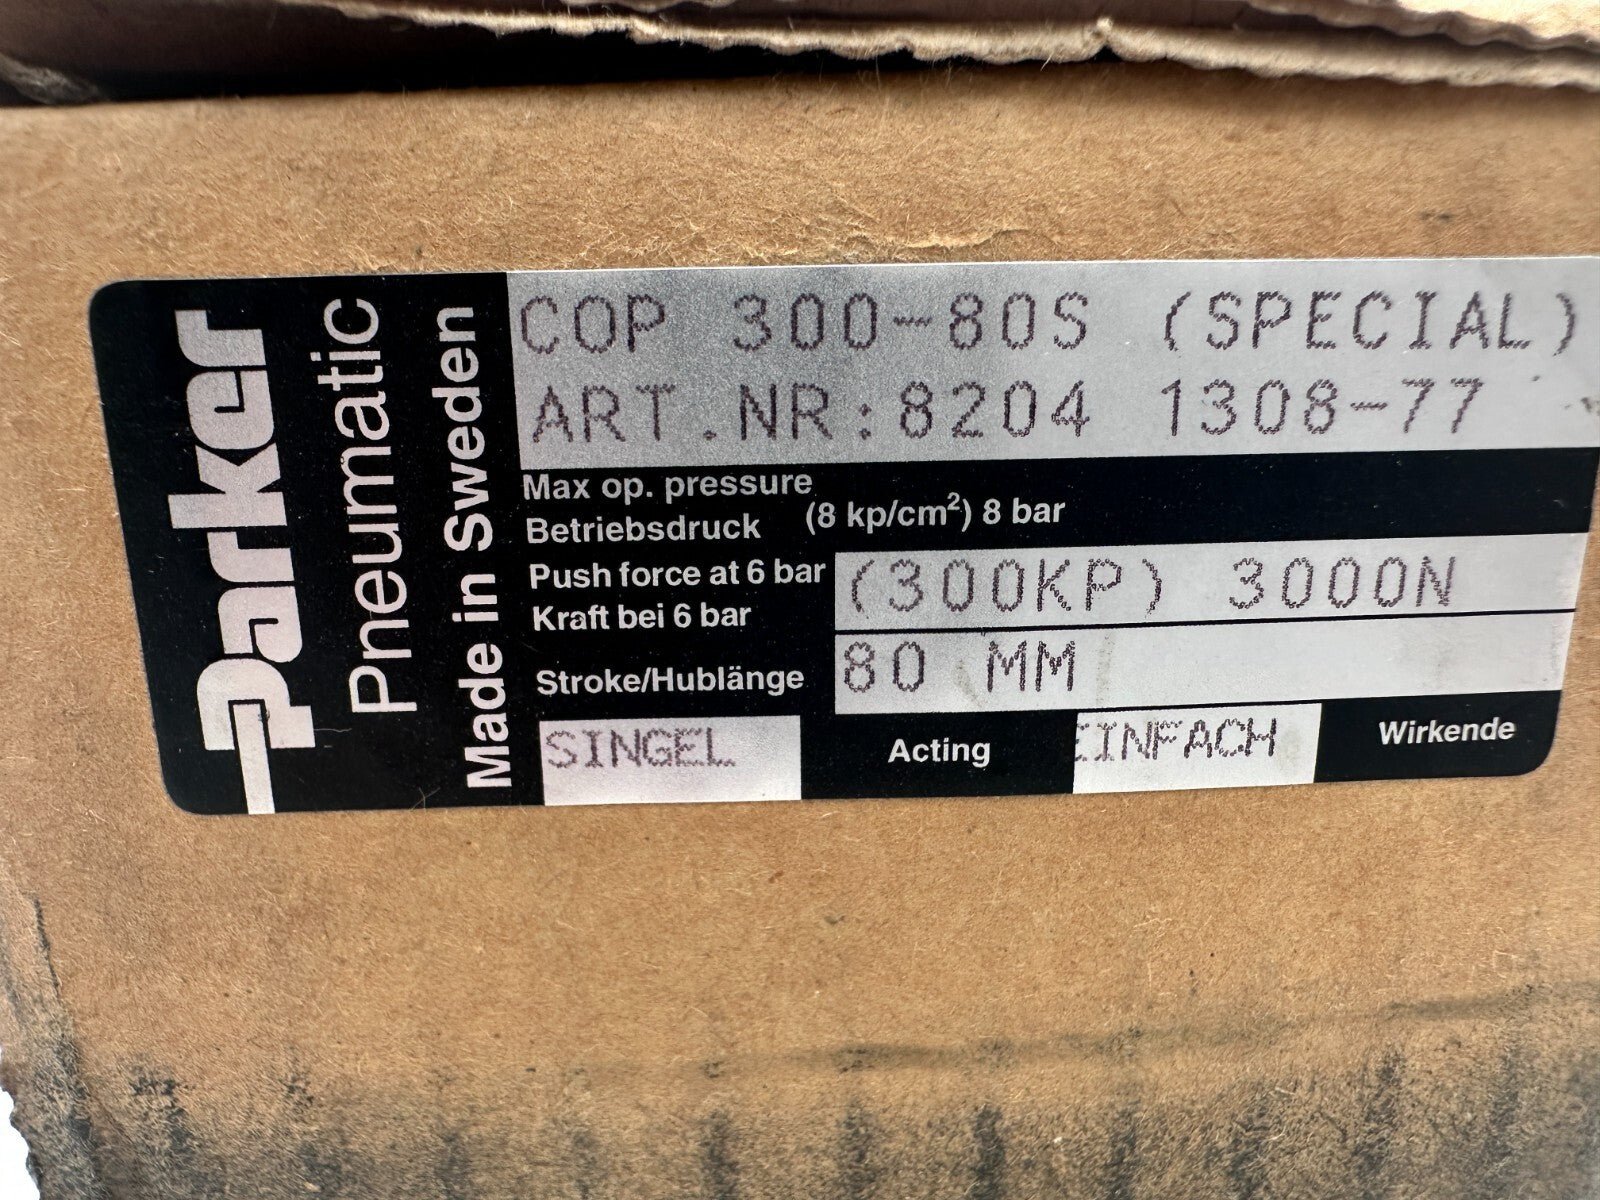 Parker
Pneumatic
Made in Sweden
COP 300-80S (SPECIAL)
ART.NR:8204 1308-77
Max op. pressure
Betriebsdruck (8 kp/cm²) 8 bar
Push force at 6 bar
Kraft bei 6 bar
(300KP) 3000N
Stroke/Hublänge 80 MM
SINGEL Acting EINFACH Wirkende